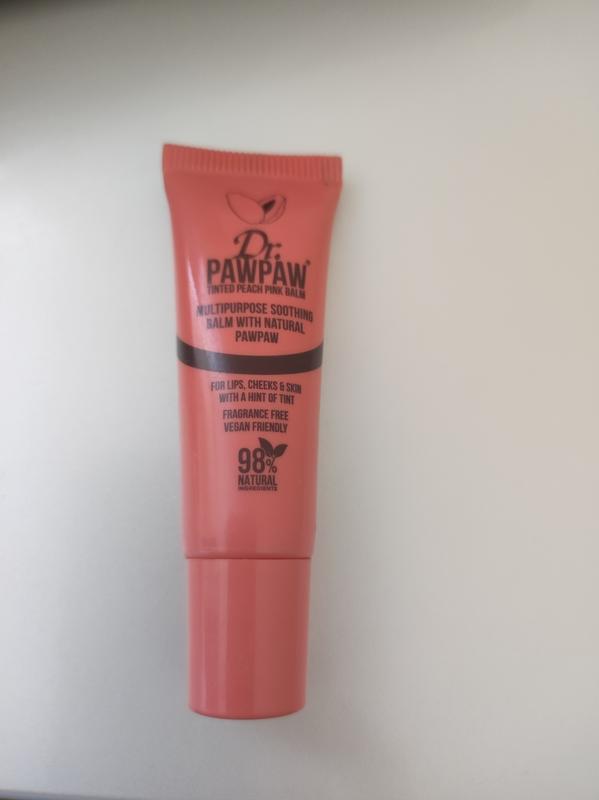 Dr.
PAWPAW
TINTED PEACH PINK BALM
MULTIPURPOSE SOOTHING
BALM WITH NATURAL
PAWPAW
FOR LIPS, CHEEKS & SKIN
WITH A HINT OF TINT
FRAGRANCE FREE
VEGAN FRIENDLY
98%
NATURAL
INGREDIENTS